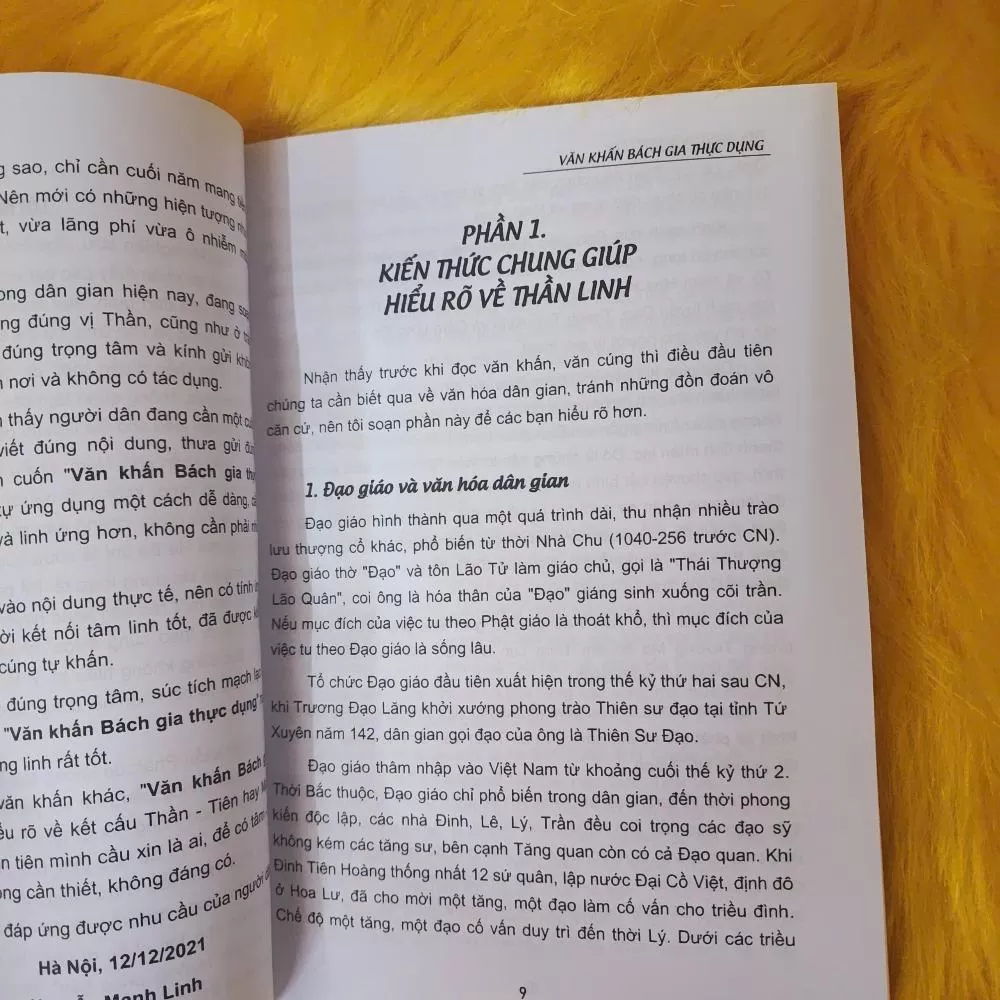 sao, chỉ cần cuối năm mang
Nên mới có những hiện tượng
vừa lãng phí vừa ô nhiễm
dân gian hiện nay, đang
đúng vị Thần, cũng như ở
đúng trọng tâm và kính gửi
nơi và không có tác dụng.
thấy người dân đang cần một
viết đúng nội dung, thưa gửi
cuốn "Văn khấn Bách gia
ứng dụng một cách dễ dàng,
và linh ứng hơn, không cần phải
vào nội dung thực tế, nên có tính
kết nối tâm linh tốt, đã được
cúng tự khấn.
đúng trọng tâm, súc tích mạch lạc
"Văn khấn Bách gia thực dụng"
linh rất tốt.
văn khấn khác, "Văn khấn Bách
rõ về kết cấu Thần - Tiên hay
tiên mình cầu xin là ai, để có
cần thiết, không đáng có.
đáp ứng được nhu cầu của người
Hà Nội, 12/12/2021
Mạnh Linh
VĂN KHẤN BÁCH GIA THỰC DỤNG
PHẦN 1.
KIẾN THỨC CHUNG GIÚP
HIỂU RÕ VỀ THẦN LINH
Nhận thấy trước khi đọc văn khấn, văn cúng thì điều đầu tiên
chúng ta cần biết qua về văn hóa dân gian, tránh những đồn đoán vô
căn cứ, nên tôi soạn phần này để các bạn hiểu rõ hơn.
1. Đạo giáo và văn hóa dân gian
Đạo giáo hình thành qua một quá trình dài, thu nhận nhiều trào
lưu thượng cổ khác, phổ biến từ thời Nhà Chu (1040-256 trước CN).
Đạo giáo thờ "Đạo" và tôn Lão Tử làm giáo chủ, gọi là "Thái Thượng
Lão Quân", coi ông là hóa thân của "Đạo" giáng sinh xuống cõi trần.
Nếu mục đích của việc tu theo Phật giáo là thoát khổ, thì mục đích của
việc tu theo Đạo giáo là sống lâu.
Tổ chức Đạo giáo đầu tiên xuất hiện trong thế kỷ thứ hai sau CN,
khi Trương Đạo Lăng khởi xướng phong trào Thiên sư đạo tại tỉnh Tứ
Xuyên năm 142, dân gian gọi đạo của ông là Thiên Sư Đạo.
Đạo giáo thâm nhập vào Việt Nam từ khoảng cuối thế kỷ thứ 2.
Thời Bắc thuộc, Đạo giáo chỉ phổ biến trong dân gian, đến thời phong
kiến độc lập, các nhà Đinh, Lê, Lý, Trần đều coi trọng các đạo sỹ
không kém các tăng sư, bên cạnh Tăng quan còn có cả Đạo quan. Khi
Đinh Tiên Hoàng thống nhất 12 sứ quân, lập nước Đại Cồ Việt, định đô
ở Hoa Lư, đã cho mời một tăng, một đạo làm cố vấn cho triều đình.
Chế độ một tăng, một đạo cố vấn duy trì đến thời Lý. Dưới các triều
9